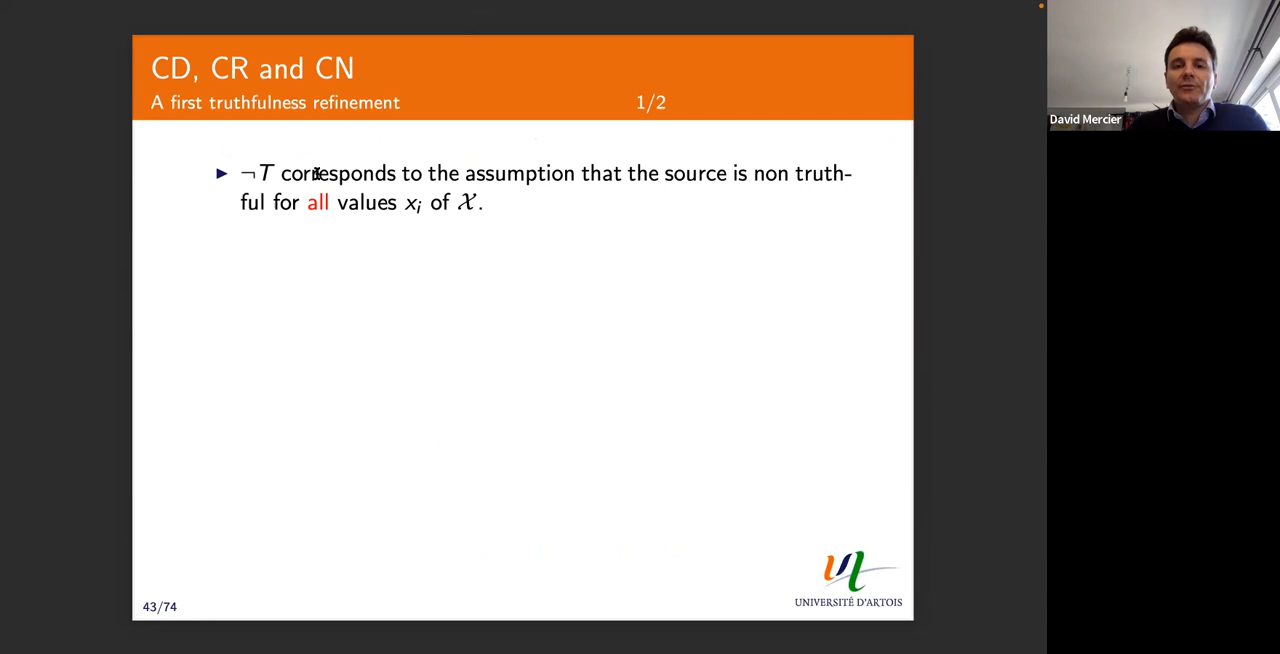 CD, CR and CN
A first truthfulness refinement 1/2
▶ ¬T corresponds to the assumption that the source is non truth-
ful for all values xᵢ of 𝒳.
David Mercier
UNIVERSITÉ D'ARTOIS
43/74